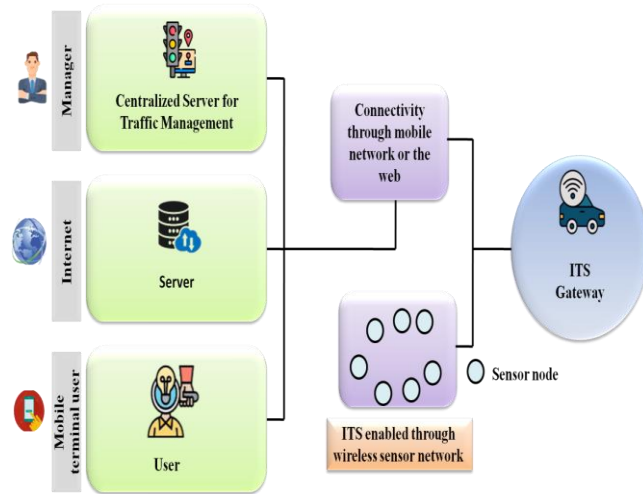 Manager
Centralized Server for
Traffic Management
Internet
Server
Mobile
terminal user
User
Connectivity
through mobile
network or the
web
ITS
Gateway
Sensor node
ITS enabled through
wireless sensor network